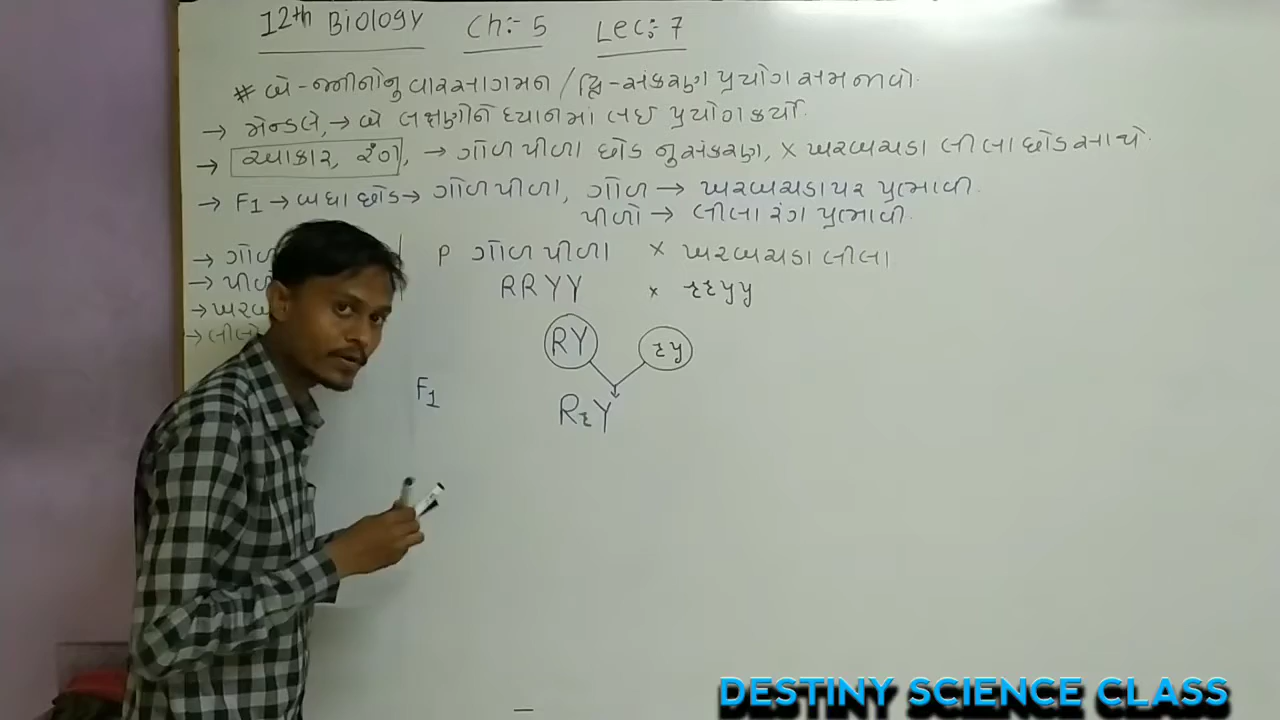 12th Biology Ch:- 5 Lec:- 7
# બે-જનીનોનુ વારસાગમન / દ્વિ-સંકરણ પ્રયોગ સમજાવો.
→ મેન્ડલે, → બે લક્ષણોને ધ્યાનમાં લઈ પ્રયોગ કર્યો.
→ આકાર, રંગ, → ગોળ પીળા છોડ નુ સંકરણ, × ખરબચડા લીલા છોડ સાથે.
→ F1 → બધા છોડ → ગોળ પીળા, ગોળ → ખરબચડા પર પ્રભાવી.
પીળો → લીલા રંગ પ્રભાવી.
→ ગોળ
→ પીળો
→ ખરબ
→ લીલો
P ગોળ પીળા × ખરબચડા લીલા
RRYY × rryy
RY ry
F1 RrY
DESTINY SCIENCE CLASS